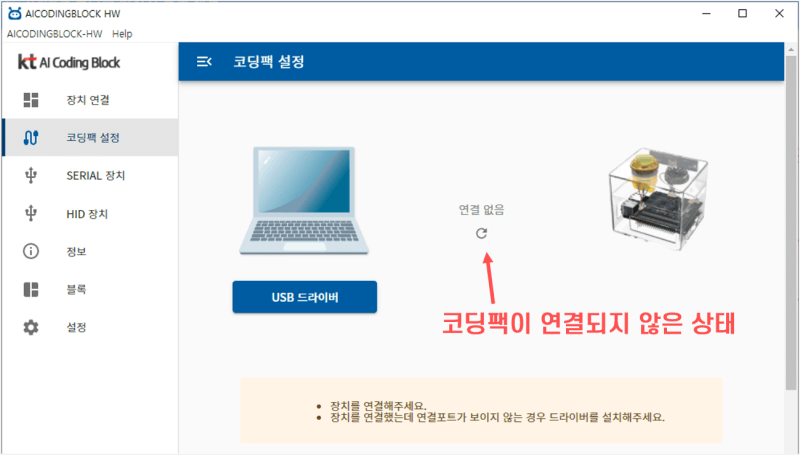 AICODINGBLOCK HW
AICODINGBLOCK-HW Help
kt AI Coding Block
코딩팩 설정
장치 연결
코딩팩 설정
SERIAL 장치
HID 장치
정보
블록
설정
연결 없음
USB 드라이버
코딩팩이 연결되지 않은 상태
• 장치를 연결해주세요.
• 장치를 연결했는데 연결포트가 보이지 않는 경우 드라이버를 설치해주세요.